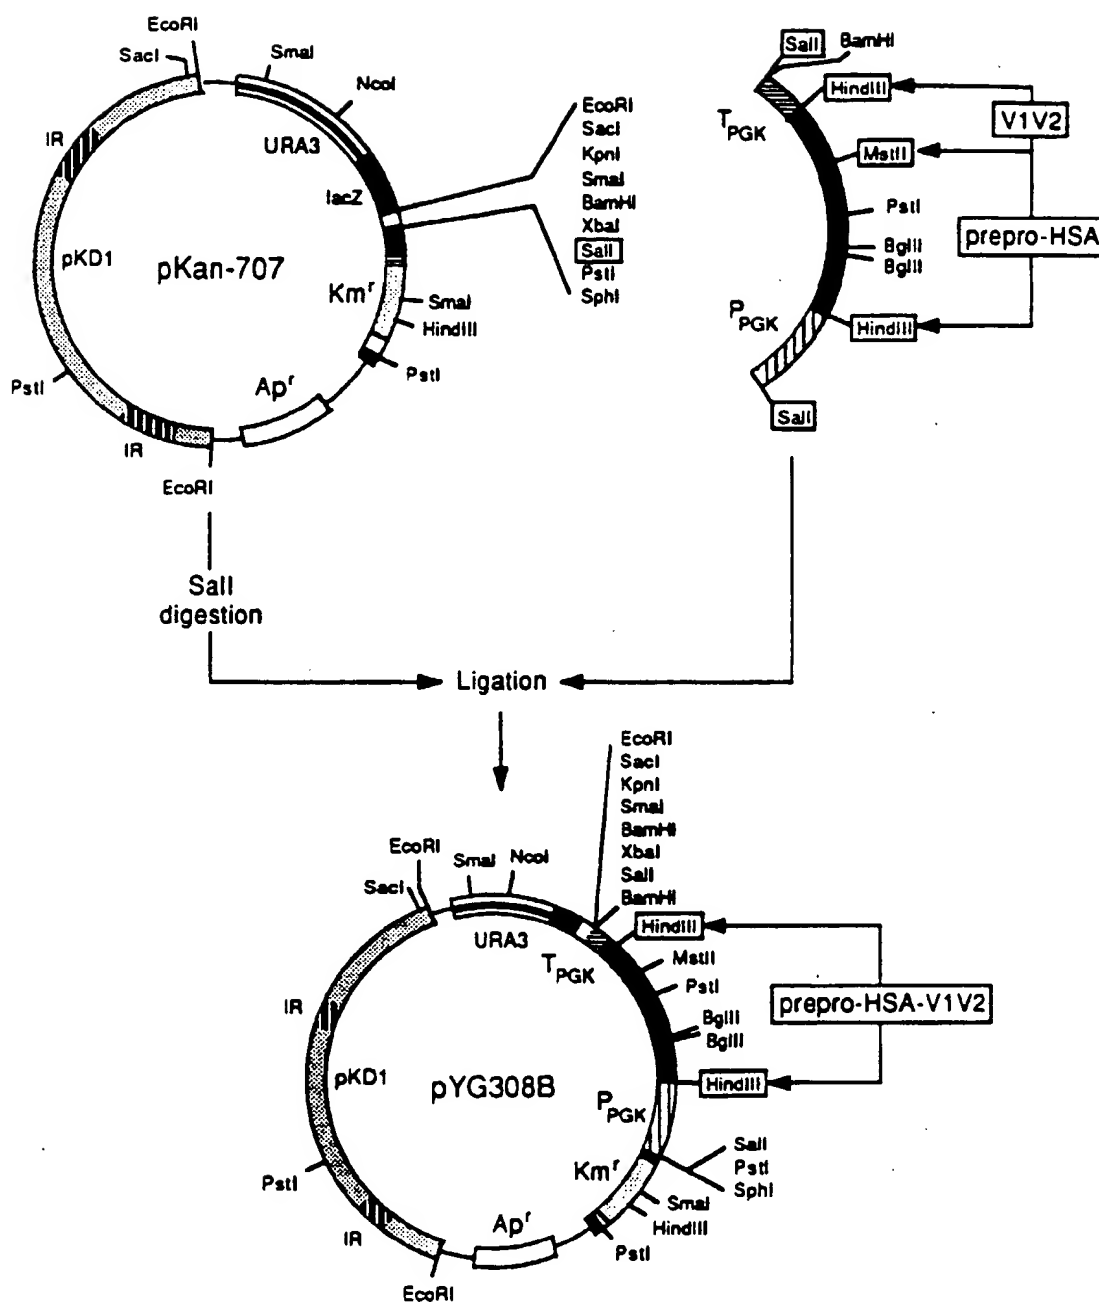 EcoRI
SacI
SmaI
NcoI
IR
URA3
lacZ
pKD1
pKan-707
Km^r
SmaI
HindIII
PstI
PstI
Ap^r
IR
EcoRI
EcoRI
SacI
KpnI
SmaI
BamHI
XbaI
SalI
PstI
SphI
SalI
BamHI
HindIII
T_PGK
V1V2
MstII
PstI
prepro-HSA
BglII
BglII
P_PGK
HindIII
SalI
SalI
digestion
Ligation
EcoRI
SacI
KpnI
SmaI
BamHI
XbaI
SalI
BamHI
EcoRI
SacI
SmaI
NcoI
URA3
T_PGK
HindIII
MstII
PstI
prepro-HSA-V1V2
BglII
BglII
IR
pKD1
pYG308B
HindIII
P_PGK
SalI
PstI
SphI
Km^r
SmaI
HindIII
PstI
PstI
IR
Ap^r
EcoRI